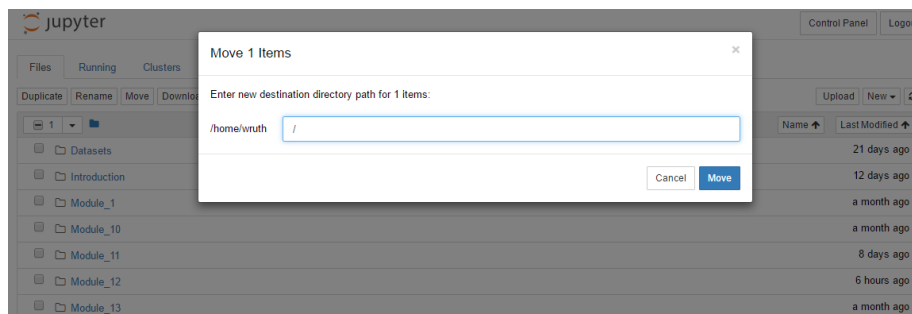 jupyter
Control Panel
Move 1 Items ×
Files Running Clusters
Duplicate Rename Move
Enter new destination directory path for 1 items:
Upload New
/home/wruth /
1
Name Last Modified
Datasets 21 days ago
Cancel Move
Introduction 12 days ago
Module_1 a month ago
Module_10 a month ago
Module_11 8 days ago
Module_12 6 hours ago
Module_13 a month ago